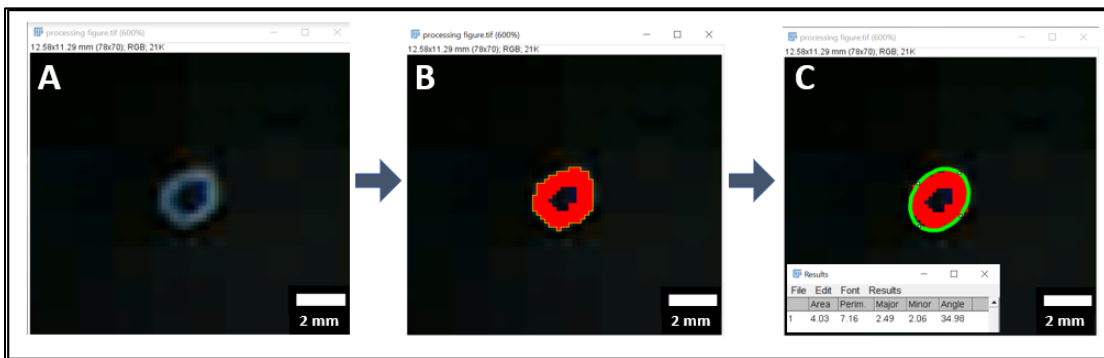 processing figure.tif (600%)
12.58x11.29 mm (78x70); RGB; 21K
A
2 mm
processing figure.tif (600%)
12.58x11.29 mm (78x70); RGB; 21K
B
2 mm
processing figure.tif (600%)
12.58x11.29 mm (78x70); RGB; 21K
C
Results
File Edit Font Results
Area Perim. Major Minor Angle
1 4.03 7.16 2.49 2.06 34.98
2 mm